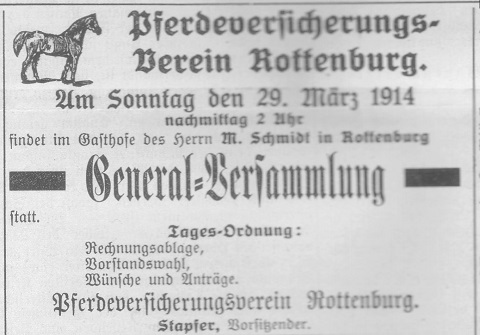 Pferdeversicherungs-
Verein Rottenburg.
Am Sonntag den 29. März 1914
nachmittag 2 Uhr
findet im Gasthofe des Herrn M. Schmidt in Rottenburg
General-Versammlung
statt.
Tages-Ordnung:
Rechnungsablage,
Vorstandswahl,
Wünsche und Anträge.
Pferdeversicherungsverein Rottenburg.
Stapfer, Vorsitzender.